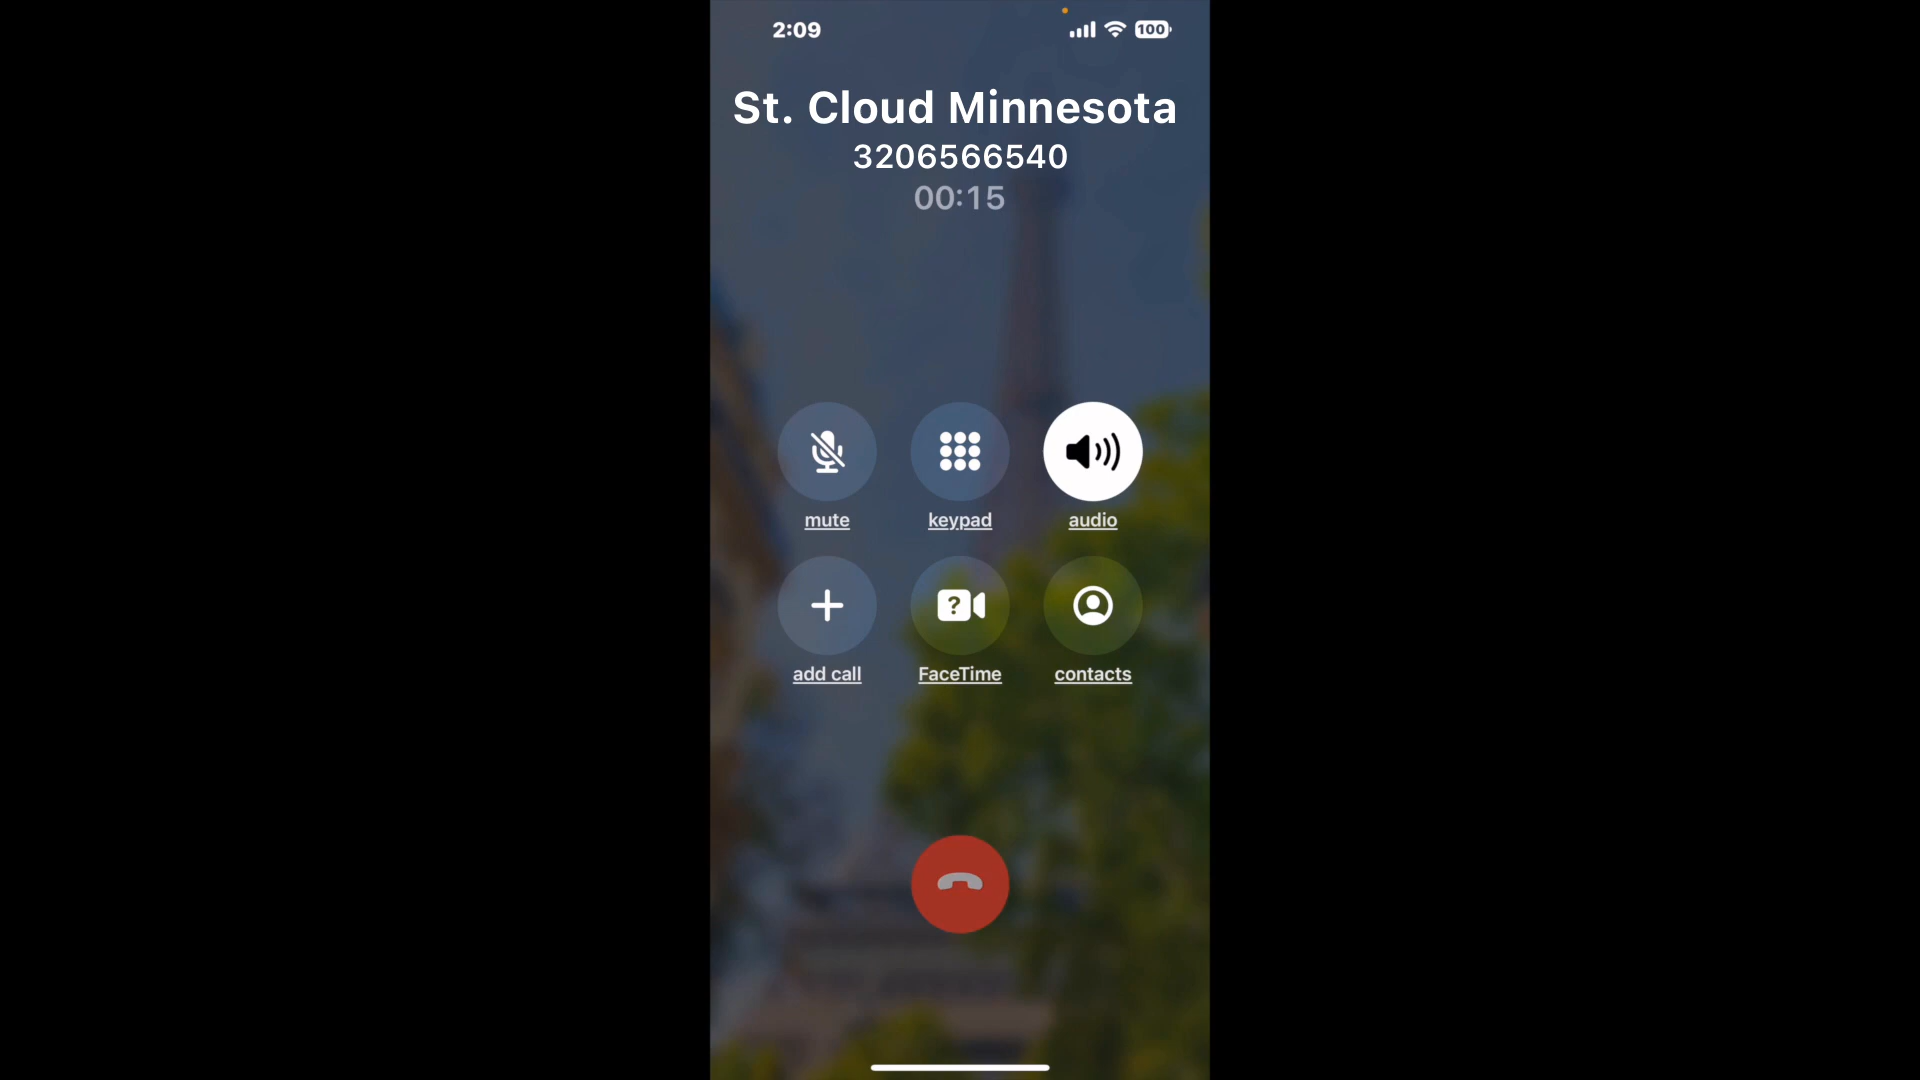 2:09
100
St. Cloud Minnesota
3206566540
00:15
mute
keypad
audio
?
add call
FaceTime
contacts